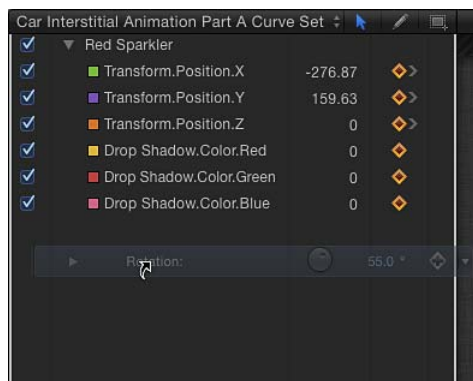 Car Interstitial Animation Part A Curve Set
Red Sparkler
Transform.Position.X -276.87
Transform.Position.Y 159.63
Transform.Position.Z 0
Drop Shadow.Color.Red 0
Drop Shadow.Color.Green 0
Drop Shadow.Color.Blue 0
Rotation: 55.0 °